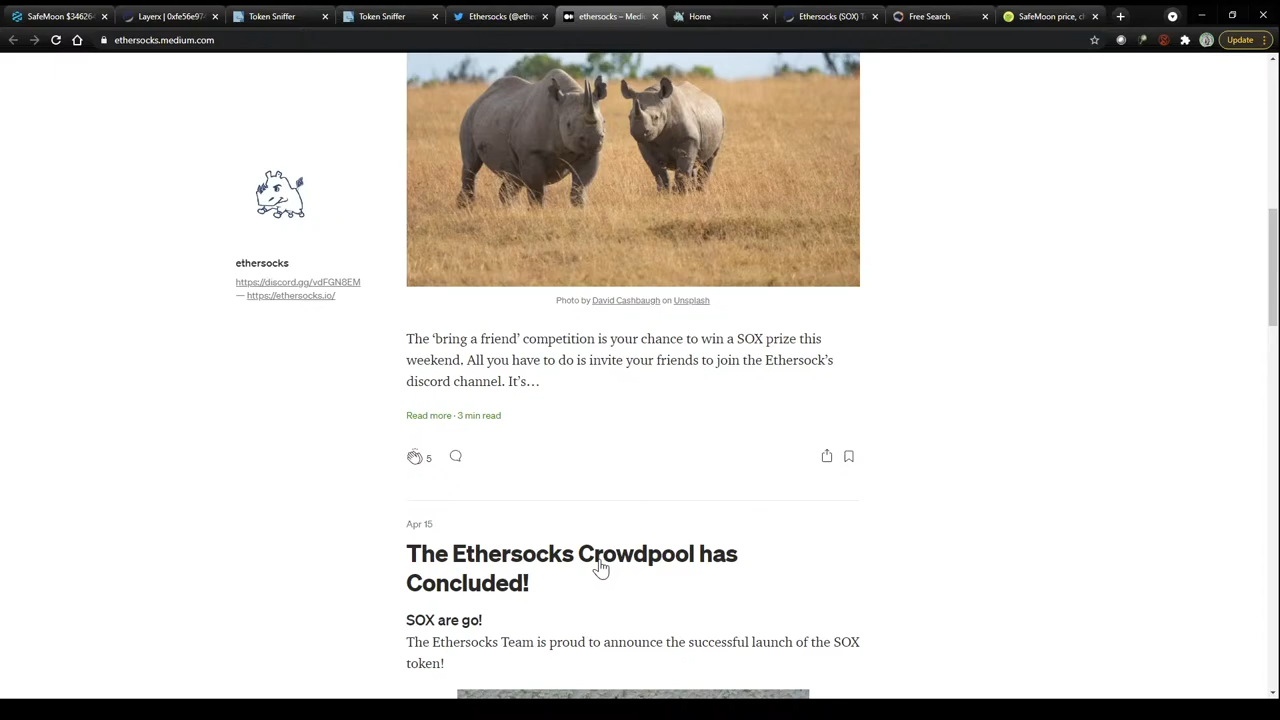 SafeMoon $34626
Layerx | 0xfe56e974
Token Sniffer
Token Sniffer
Ethersocks (@ethe
ethersocks – Medi
Home
Ethersocks (SOX) T
Free Search
SafeMoon price, c
ethersocks.medium.com
Update
ethersocks
https://discord.gg/vdFGN8EM
— https://ethersocks.io/
Photo by David Cashbaugh on Unsplash
The ‘bring a friend’ competition is your chance to win a SOX prize this
weekend. All you have to do is invite your friends to join the Ethersock’s
discord channel. It’s…
Read more · 3 min read
5
Apr 15
The Ethersocks Crowdpool has
Concluded!
SOX are go!
The Ethersocks Team is proud to announce the successful launch of the SOX
token!